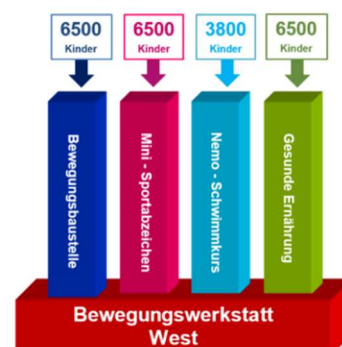 6500 6500 3800 6500
Kinder Kinder Kinder Kinder
Bewegungsbaustelle
Mini - Sportabzeichen
Nemo - Schwimmkurs
Gesunde Ernährung
Bewegungswerkstatt
West